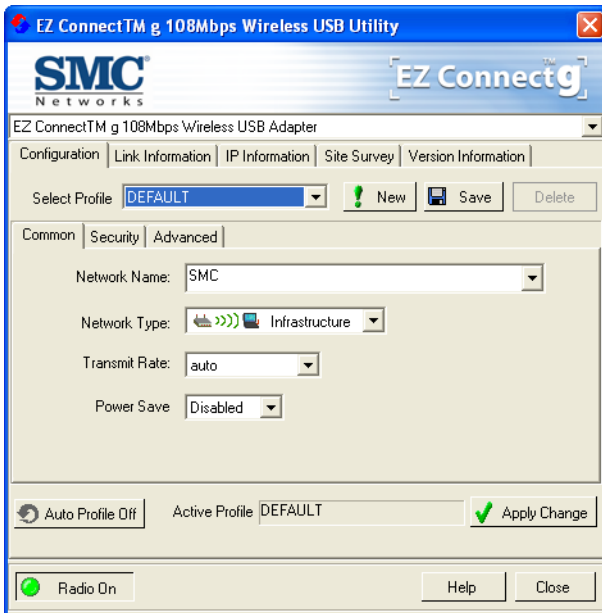 EZ ConnectTM g 108Mbps Wireless USB Utility
SMC®
Networks
EZ Connect™ g
EZ ConnectTM g 108Mbps Wireless USB Adapter
Configuration Link Information IP Information Site Survey Version Information
Select Profile DEFAULT New Save Delete
Common Security Advanced
Network Name: SMC
Network Type: Infrastructure
Transmit Rate: auto
Power Save Disabled
Auto Profile Off Active Profile DEFAULT Apply Change
Radio On Help Close